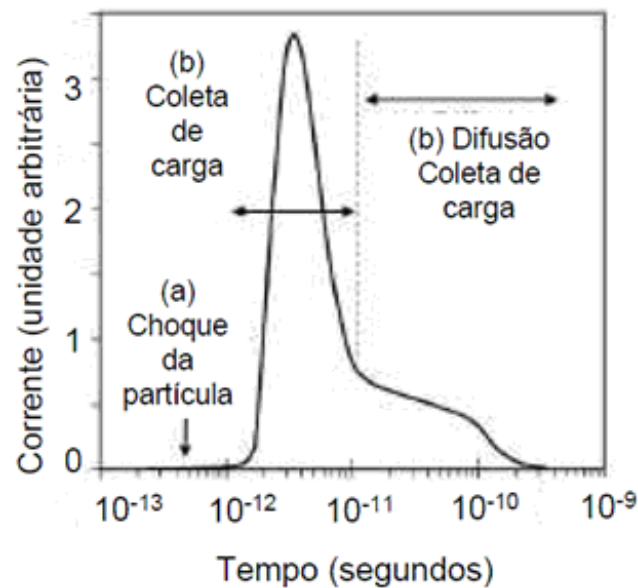 Corrente (unidade arbitrária)
3
2
1
0
(b)
Coleta
de
carga
(b) Difusão
Coleta de
carga
(a)
Choque
da
partícula
10-13
10-12
10-11
10-10
10-9
Tempo (segundos)